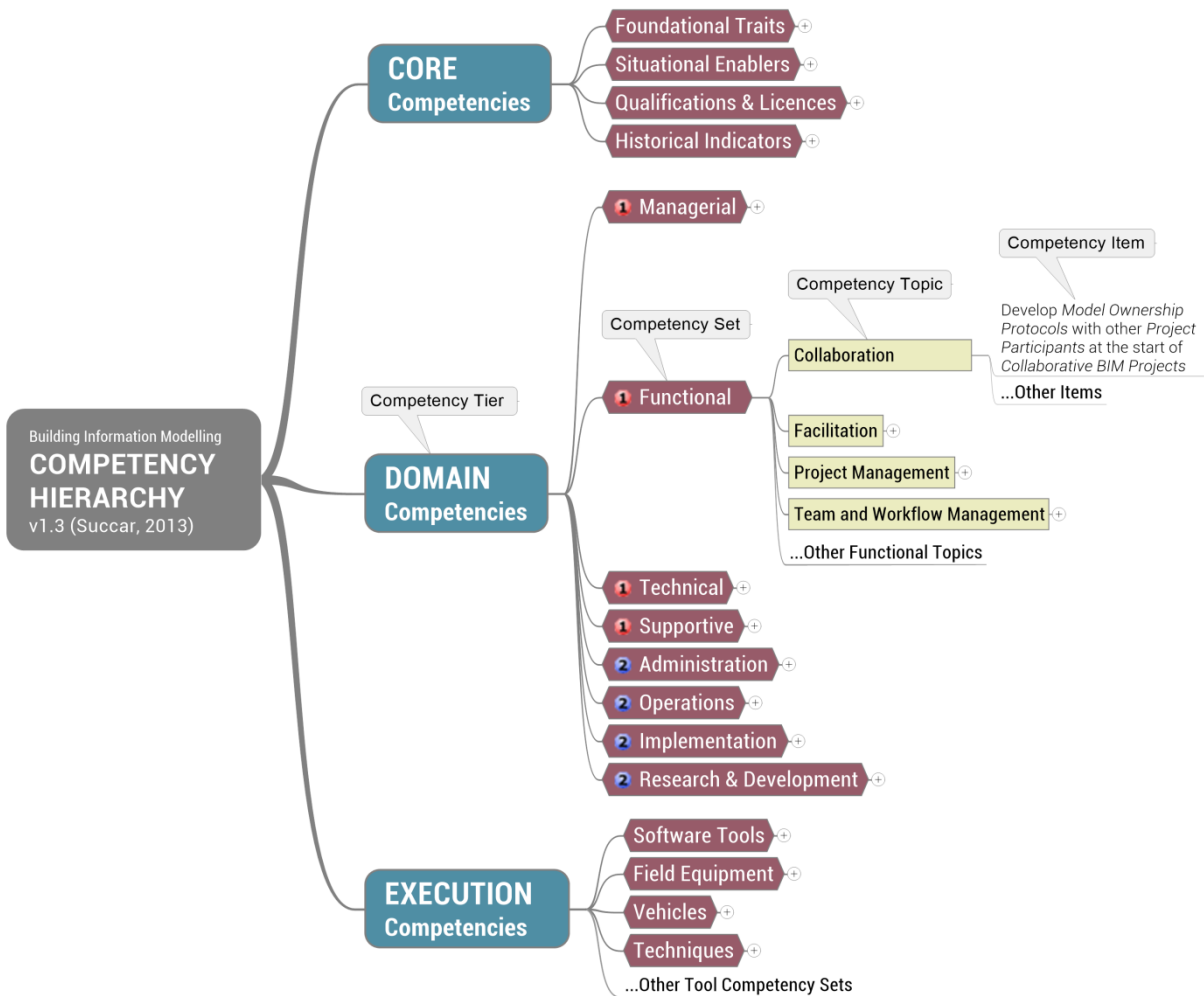 Building Information Modelling
COMPETENCY
HIERARCHY
v1.3 (Succar, 2013)
CORE
Competencies
Foundational Traits
Situational Enablers
Qualifications & Licences
Historical Indicators
Competency Tier
DOMAIN
Competencies
1 Managerial
Competency Set
1 Functional
Competency Topic
Collaboration
Competency Item
Develop Model Ownership
Protocols with other Project
Participants at the start of
Collaborative BIM Projects
...Other Items
Facilitation
Project Management
Team and Workflow Management
...Other Functional Topics
1 Technical
1 Supportive
2 Administration
2 Operations
2 Implementation
2 Research & Development
EXECUTION
Competencies
Software Tools
Field Equipment
Vehicles
Techniques
...Other Tool Competency Sets